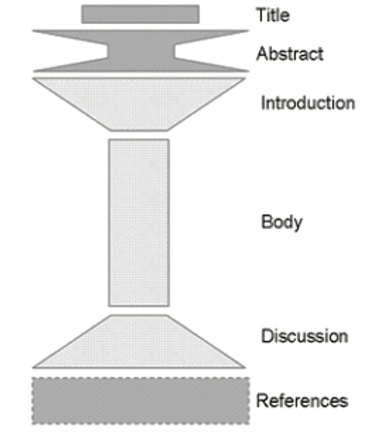 Title
Abstract
Introduction
Body
Discussion
References